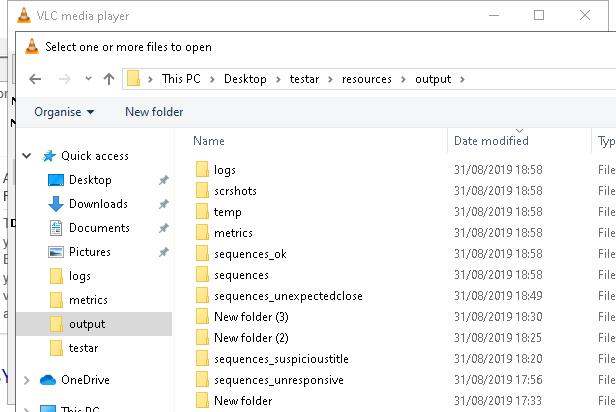 VLC media player
Select one or more files to open
This PC > Desktop > testar > resources > output >
Organise New folder
Name Date modified Typ
Quick access
Desktop
Downloads
Documents
Pictures
logs
metrics
output
testar
OneDrive
This PC
logs 31/08/2019 18:58 File
scrshots 31/08/2019 18:58 File
temp 31/08/2019 18:58 File
metrics 31/08/2019 18:58 File
sequences_ok 31/08/2019 18:58 File
sequences 31/08/2019 18:58 File
sequences_unexpectedclose 31/08/2019 18:49 File
New folder (3) 31/08/2019 18:30 File
New folder (2) 31/08/2019 18:25 File
sequences_suspicioustitle 31/08/2019 18:20 File
sequences_unresponsive 31/08/2019 17:56 File
New folder 31/08/2019 17:33 File